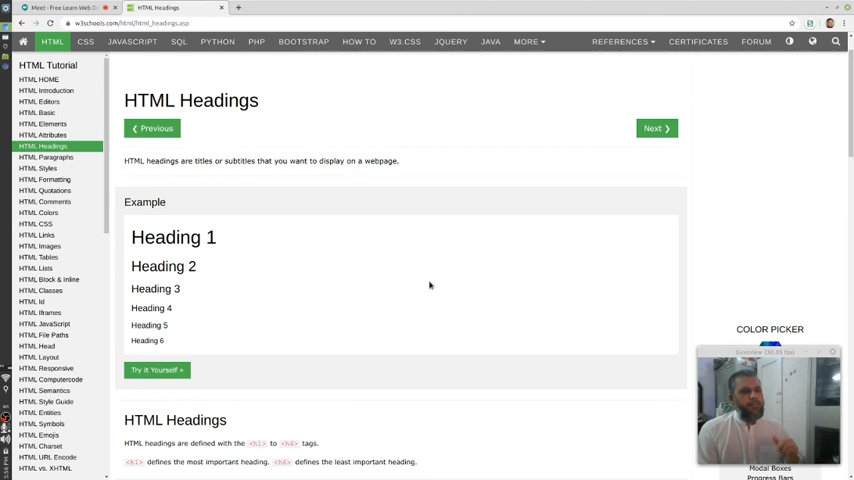 Meet - Free Learn Web D
HTML Headings
w3schools.com/html/html_headings.asp
HTML CSS JAVASCRIPT SQL PYTHON PHP BOOTSTRAP HOW TO W3.CSS JQUERY JAVA MORE REFERENCES CERTIFICATES FORUM
HTML Tutorial
HTML HOME
HTML Introduction
HTML Editors
HTML Basic
HTML Elements
HTML Attributes
HTML Headings
HTML Paragraphs
HTML Styles
HTML Formatting
HTML Quotations
HTML Comments
HTML Colors
HTML CSS
HTML Links
HTML Images
HTML Tables
HTML Lists
HTML Block & Inline
HTML Classes
HTML Id
HTML Iframes
HTML JavaScript
HTML File Paths
HTML Head
HTML Layout
HTML Responsive
HTML Computercode
HTML Semantics
HTML Style Guide
HTML Entities
HTML Symbols
HTML Emojis
HTML Charset
HTML URL Encode
HTML vs. XHTML
HTML Headings
❮ Previous
Next ❯
HTML headings are titles or subtitles that you want to display on a webpage.
Example
Heading 1
Heading 2
Heading 3
Heading 4
Heading 5
Heading 6
Try it Yourself »
HTML Headings
HTML headings are defined with the <h1> to <h6> tags.
<h1> defines the most important heading. <h6> defines the least important heading.
COLOR PICKER
Modal Boxes
Progress Bars